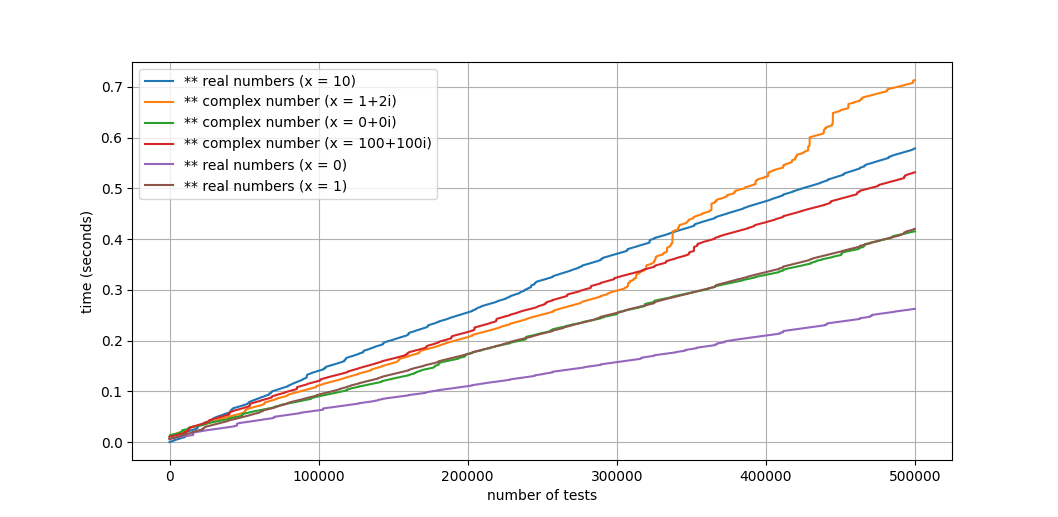 ** real numbers (x = 10)
** complex number (x = 1+2i)
** complex number (x = 0+0i)
** complex number (x = 100+100i)
** real numbers (x = 0)
** real numbers (x = 1)
time (seconds)
0.7
0.6
0.5
0.4
0.3
0.2
0.1
0.0
0 100000 200000 300000 400000 500000
number of tests